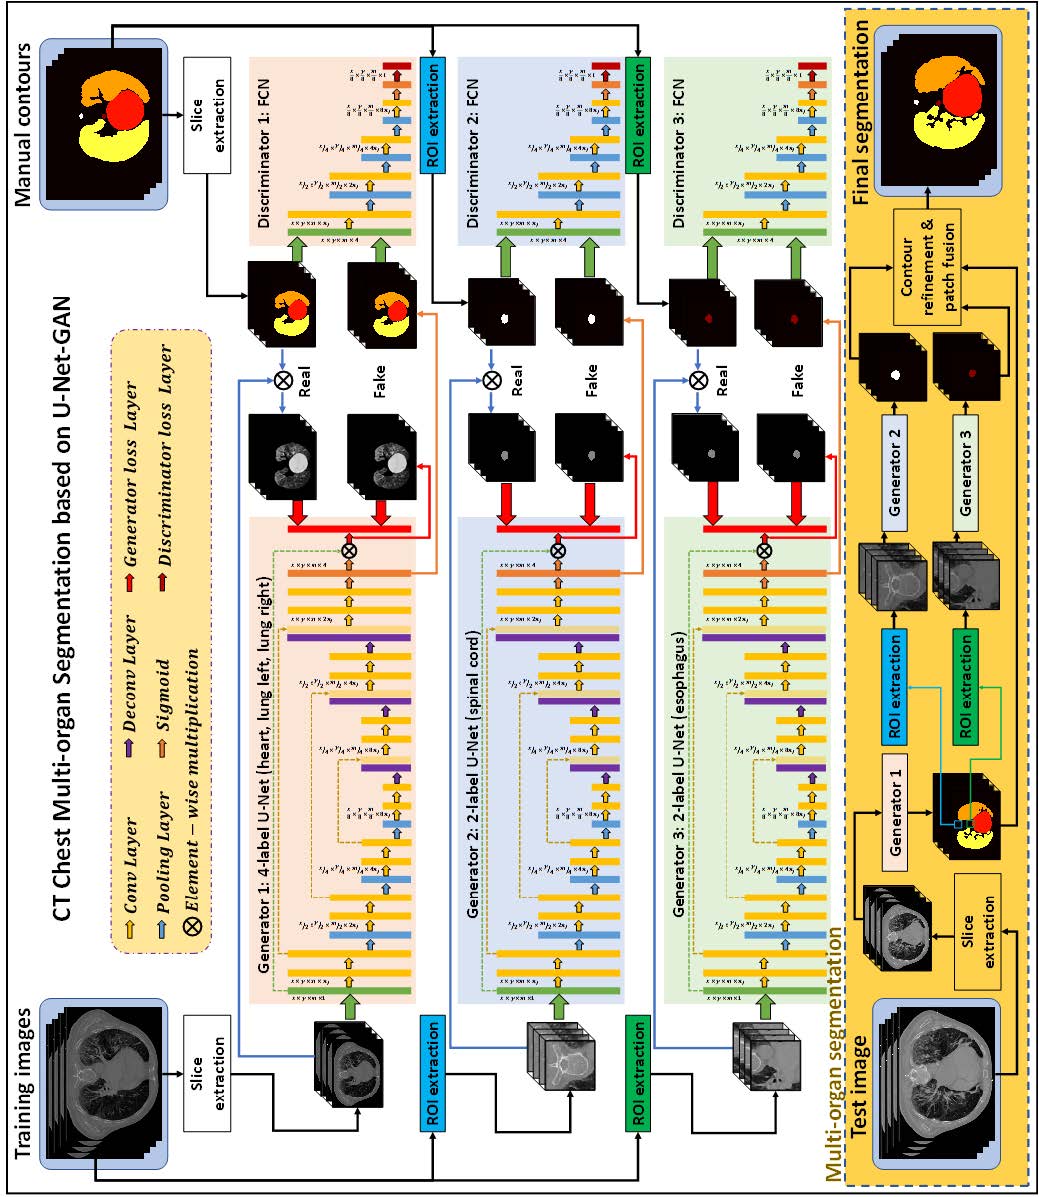 Training images
Manual contours
CT Chest Multi-organ Segmentation based on U-Net-GAN
Conv Layer
Deconv Layer
Generator loss Layer
Pooling Layer
Sigmoid
Discriminator loss Layer
Element – wise multiplication
Slice
extraction
Slice
extraction
Generator 1: 4-label U-Net (heart, lung left, lung right)
Real
Fake
Discriminator 1: FCN
ROI extraction
ROI extraction
Generator 2: 2-label U-Net (spinal cord)
Real
Fake
Discriminator 2: FCN
ROI extraction
ROI extraction
Generator 3: 2-label U-Net (esophagus)
Real
Fake
Discriminator 3: FCN
Multi-organ segmentation
Test image
Final segmentation
Slice
extraction
Generator 1
ROI extraction
Generator 2
ROI extraction
Generator 3
Contour
refinement &
patch fusion